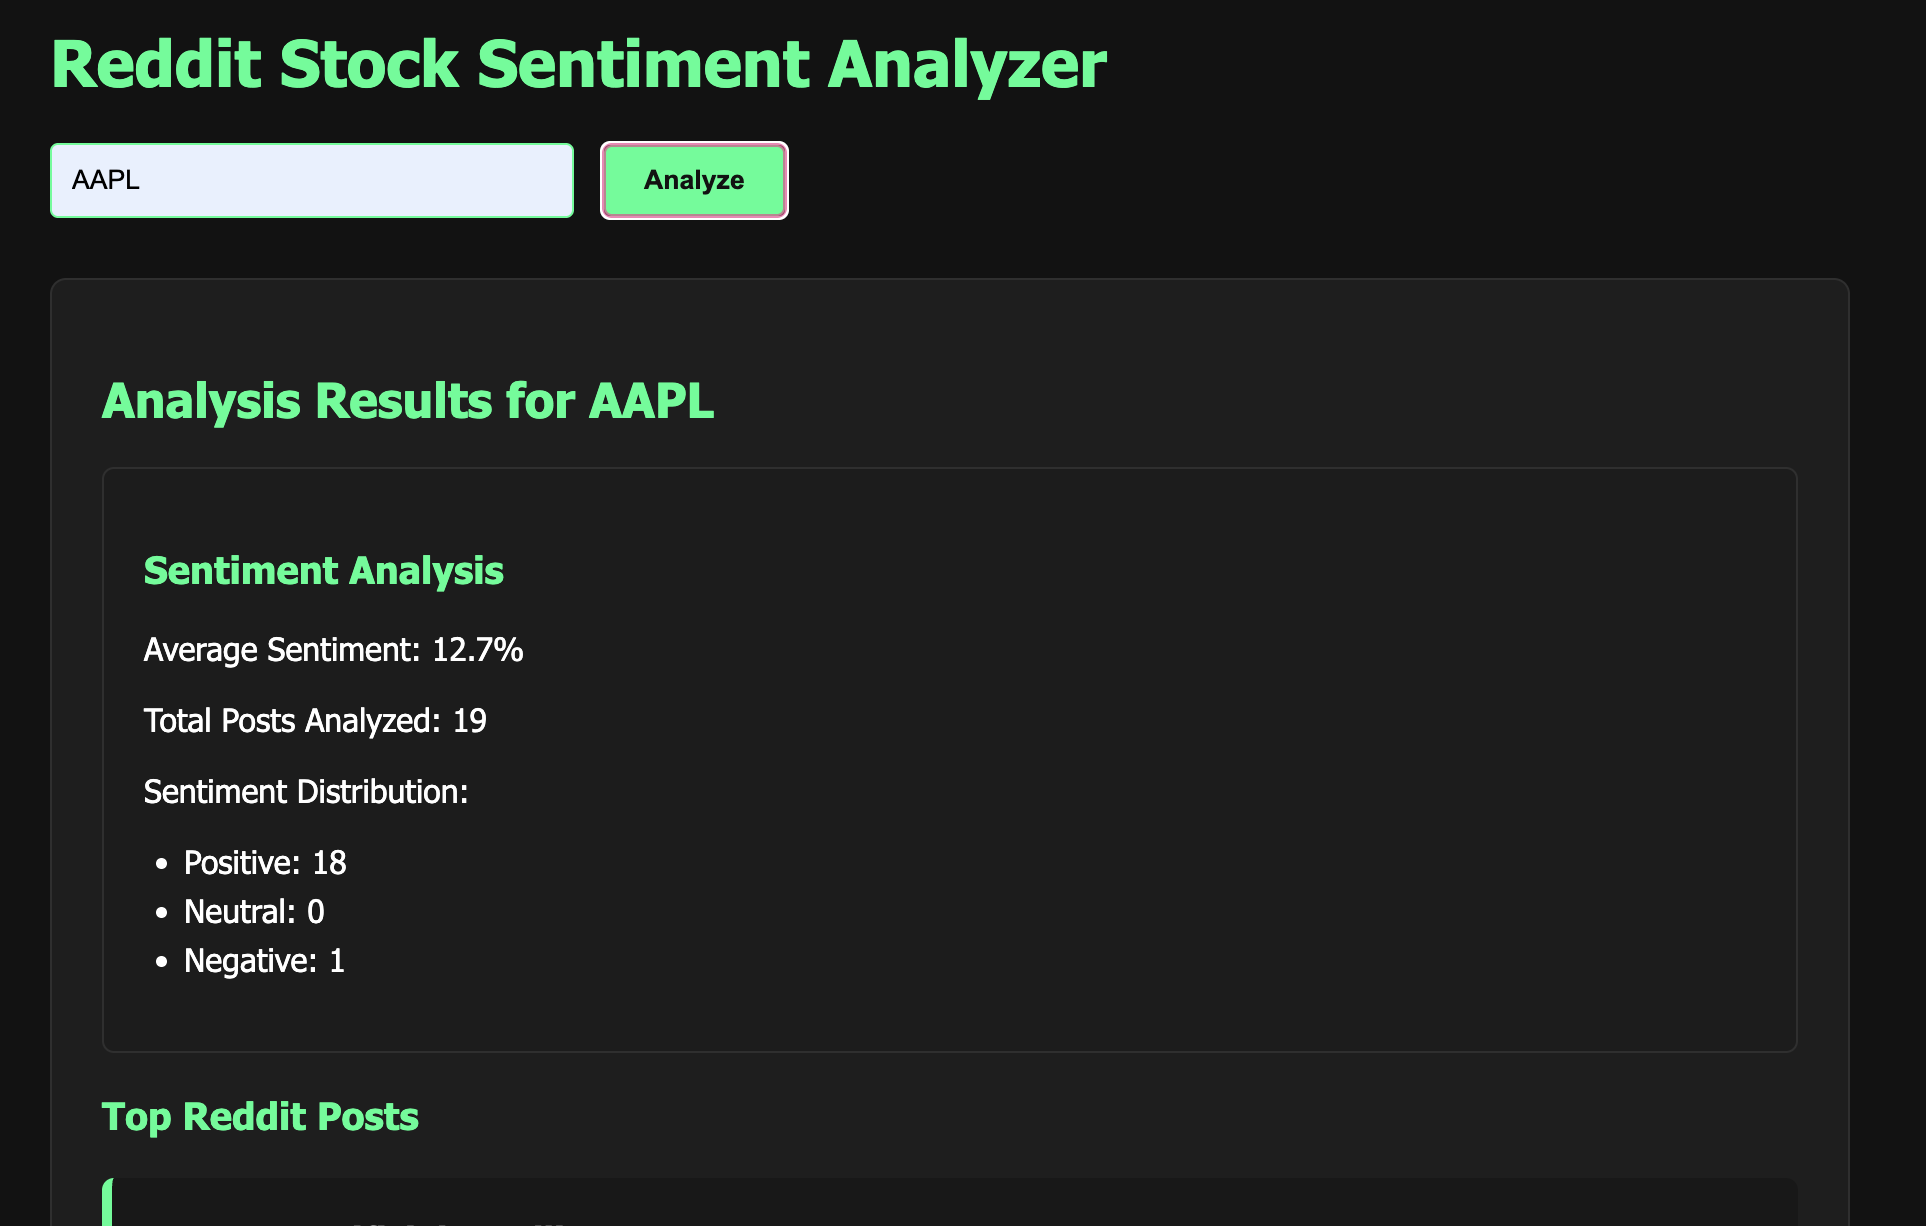 Reddit Stock Sentiment Analyzer
AAPL
Analyze
Analysis Results for AAPL
Sentiment Analysis
Average Sentiment: 12.7%
Total Posts Analyzed: 19
Sentiment Distribution:
• Positive: 18
• Neutral: 0
• Negative: 1
Top Reddit Posts